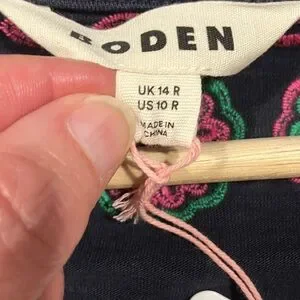 BODEN
UK 14 R
US 10 R
MADE IN
CHINA